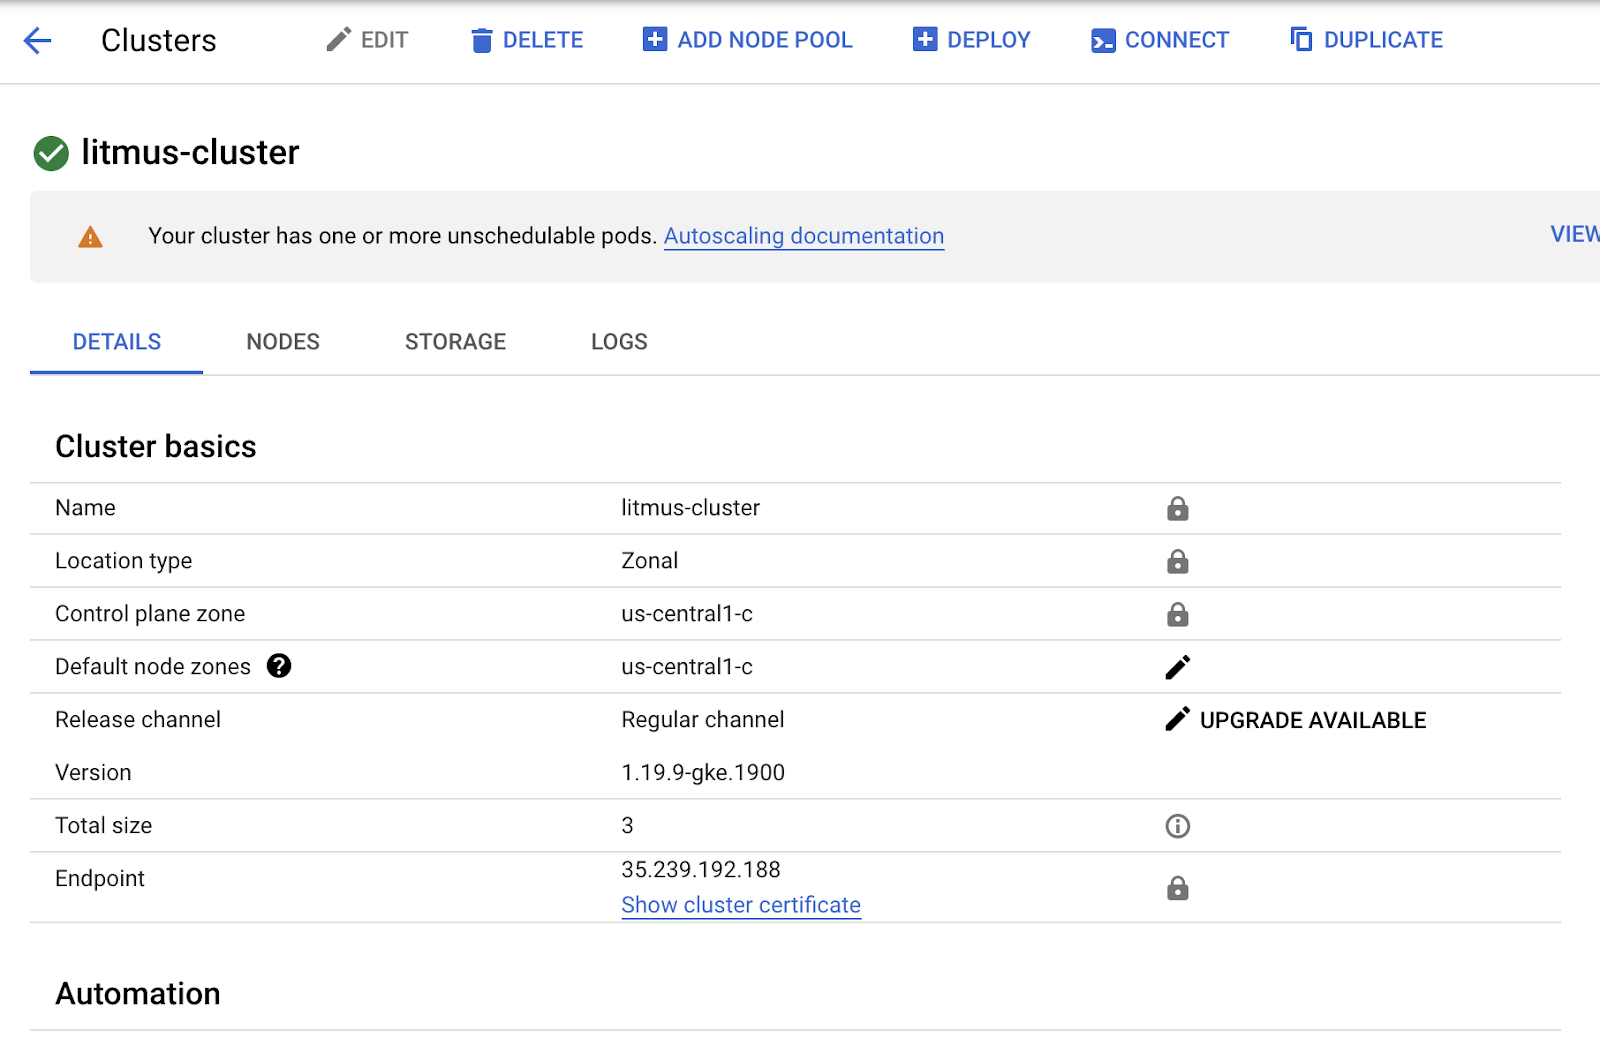 Clusters EDIT DELETE ADD NODE POOL DEPLOY CONNECT DUPLICATE
litmus-cluster
Your cluster has one or more unschedulable pods. Autoscaling documentation VIEW
DETAILS NODES STORAGE LOGS
Cluster basics
Name litmus-cluster
Location type Zonal
Control plane zone us-central1-c
Default node zones us-central1-c
Release channel Regular channel UPGRADE AVAILABLE
Version 1.19.9-gke.1900
Total size 3
Endpoint 35.239.192.188
Show cluster certificate
Automation